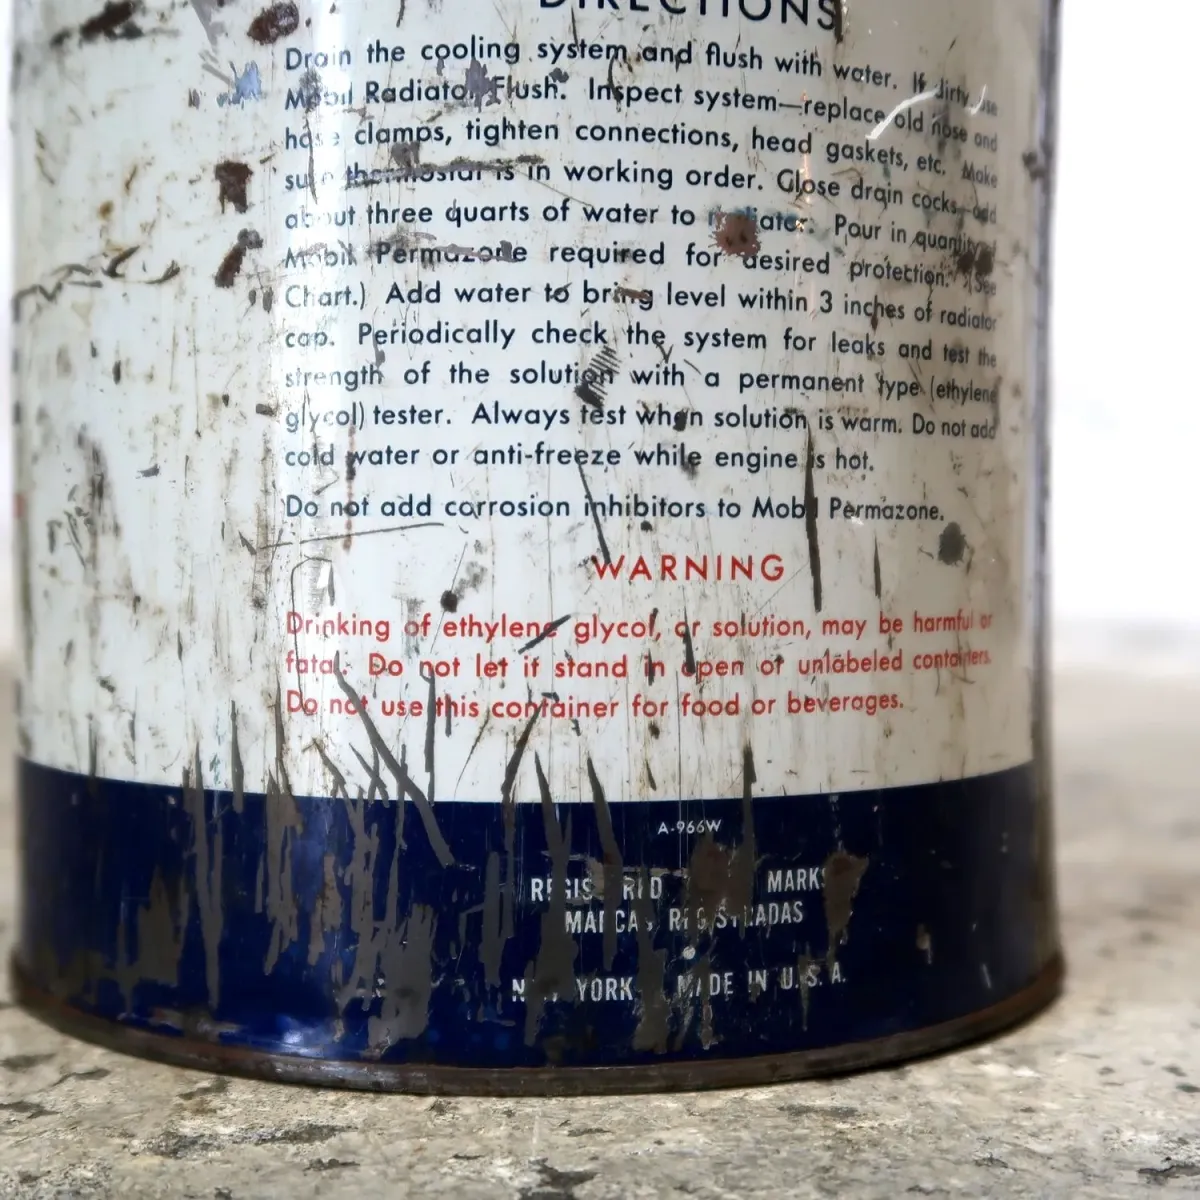 DIRECTIONS
Drain the cooling system and flush with water. If dirty use
Mobil Radiator Flush. Inspect system—replace old hose and
hose clamps, tighten connections, head gaskets, etc. Make
sure thermostat is in working order. Close drain cocks—add
about three quarts of water to radiator. Pour in quantity of
Mobil Permazone required for desired protection. (See
Chart.) Add water to bring level within 3 inches of radiator
cap. Periodically check the system for leaks and test the
strength of the solution with a permanent type (ethylene
glycol) tester. Always test when solution is warm. Do not add
cold water or anti-freeze while engine is hot.
Do not add corrosion inhibitors to Mobil Permazone.
WARNING
Drinking of ethylene glycol, or solution, may be harmful or
fatal. Do not let it stand in open or unlabeled containers.
Do not use this container for food or beverages.
A-966W
REGISTERED MARKS
MARCAS REGISTRADAS
NEW YORK MADE IN U.S.A.